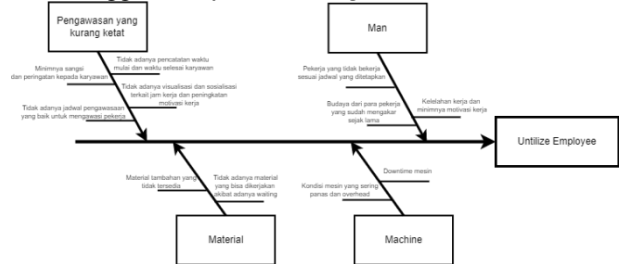 Pengawasan yang
kurang ketat
Man
Minimnya sangsi
dan peringatan kepada karyawan
Tidak adanya pencatatan waktu
mulai dan waktu selesai karyawan
Tidak adanya visualisasi dan sosialisasi
terkait jam kerja dan peningkatan
motivasi kerja
Tidak adanya jadwal pengawasaan
yang baik untuk mengawasi pekerja
Pekerja yang tidak bekerja
sesuai jadwal yang ditetapkan
Budaya dari para pekerja
yang sudah mengakar
sejak lama
Kelelahan kerja dan
minimnya motivasi kerja
Untilize Employee
Material tambahan yang
tidak tersedia
Tidak adanya material
yang bisa dikerjakan
akibat adanya waiting
Downtime mesin
Kondisi mesin yang sering
panas dan overhead
Material
Machine